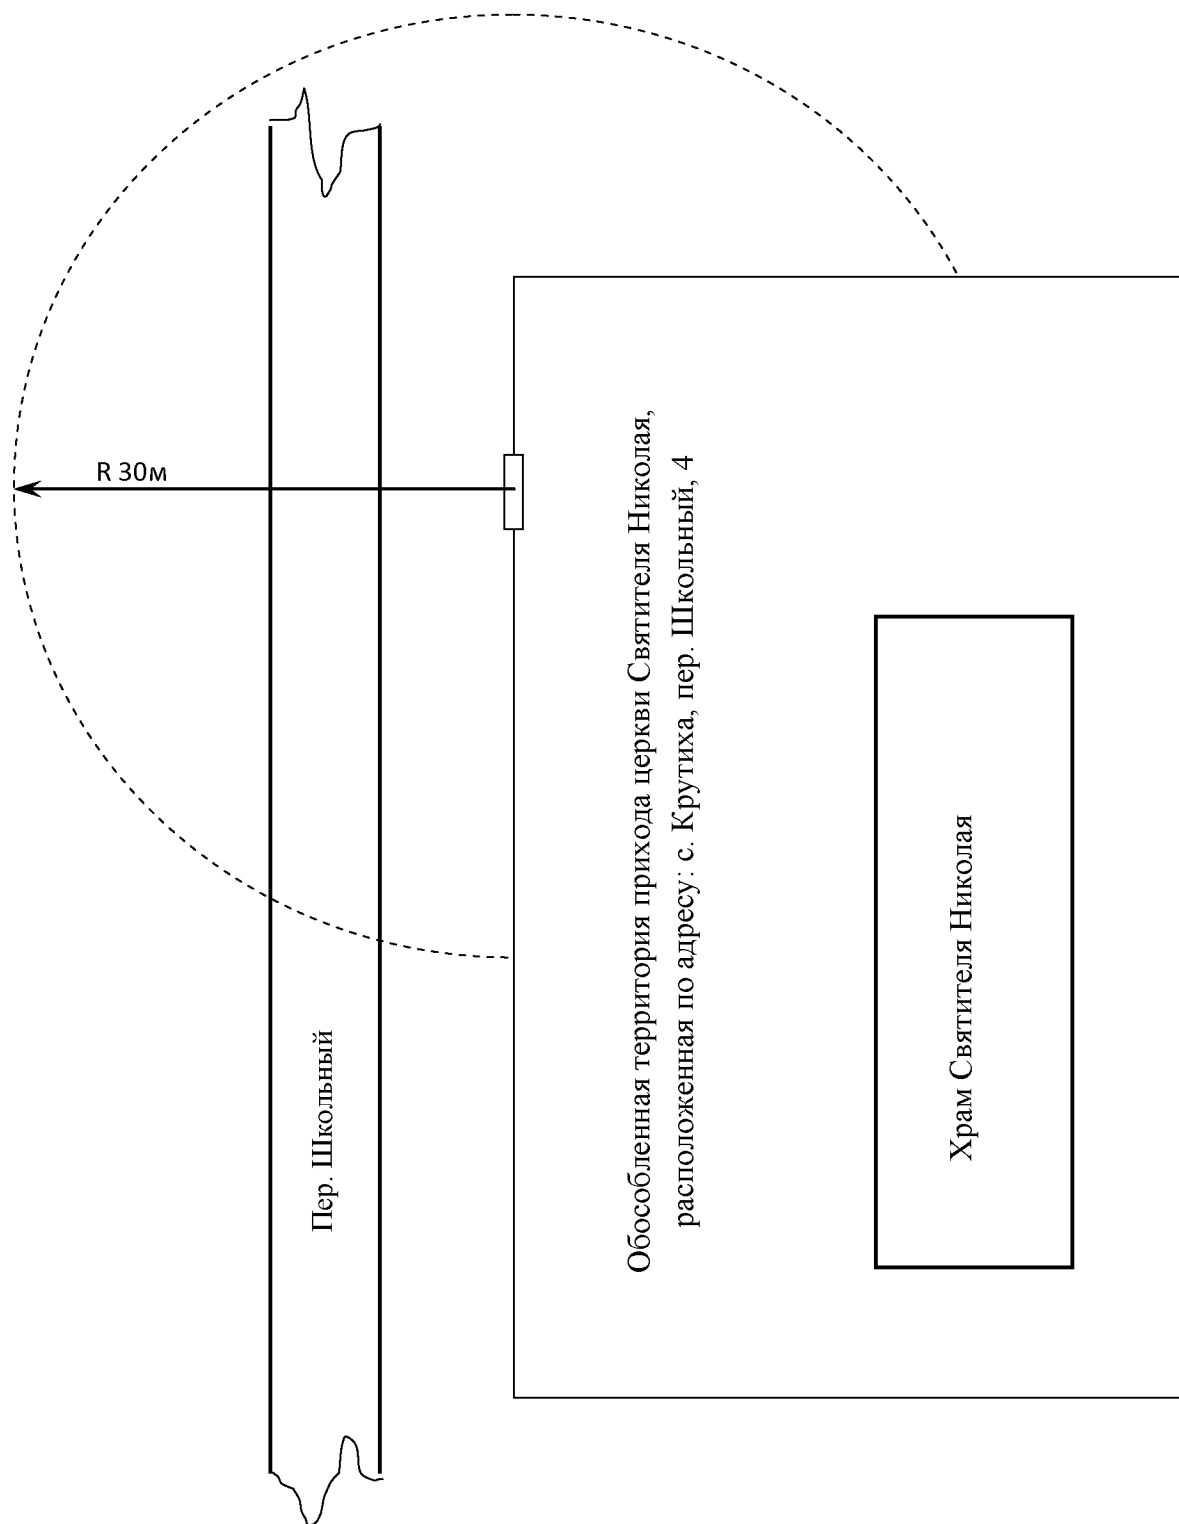 R 30м
Пер. Школьный
Обособленная территория прихода церкви Святителя Николая,
расположенная по адресу: с. Крутиха, пер. Школьный, 4
Храм Святителя Николая